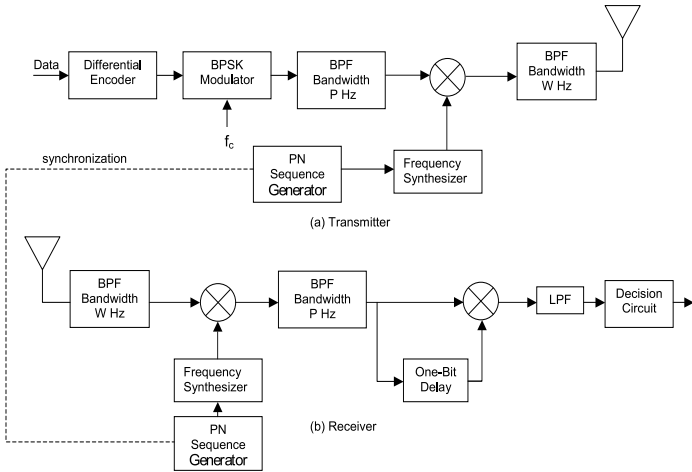 Data
Differential
Encoder
BPSK
Modulator
BPF
Bandwidth
P Hz
BPF
Bandwidth
W Hz
fc
synchronization
PN
Sequence
Generator
Frequency
Synthesizer
(a) Transmitter
BPF
Bandwidth
W Hz
BPF
Bandwidth
P Hz
LPF
Decision
Circuit
Frequency
Synthesizer
One-Bit
Delay
PN
Sequence
Generator
(b) Receiver